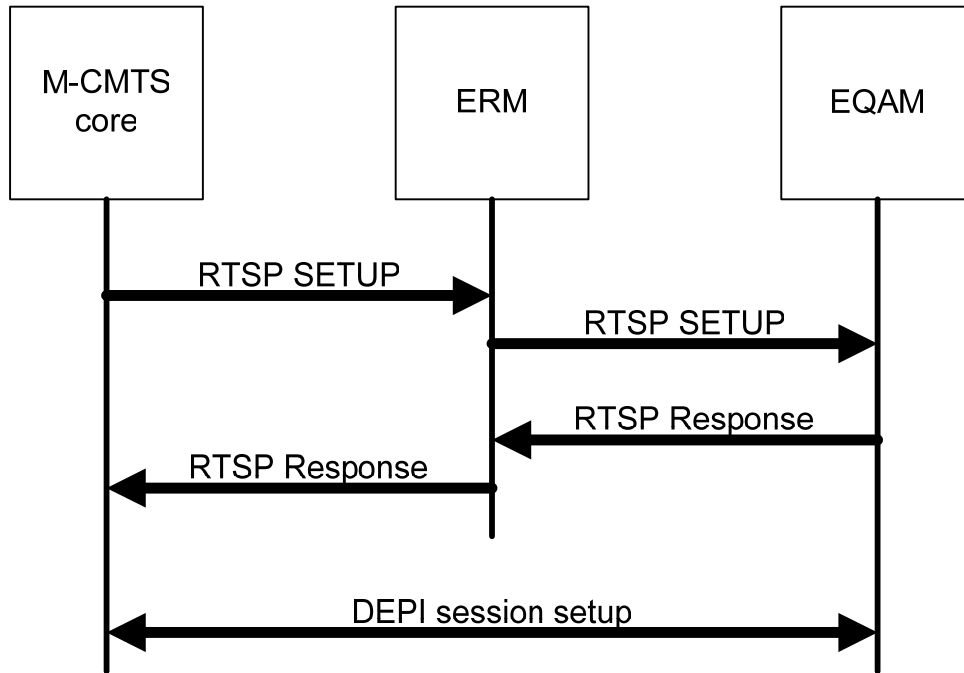 M-CMTS
core
ERM
EQAM
RTSP SETUP
RTSP SETUP
RTSP Response
RTSP Response
DEPI session setup